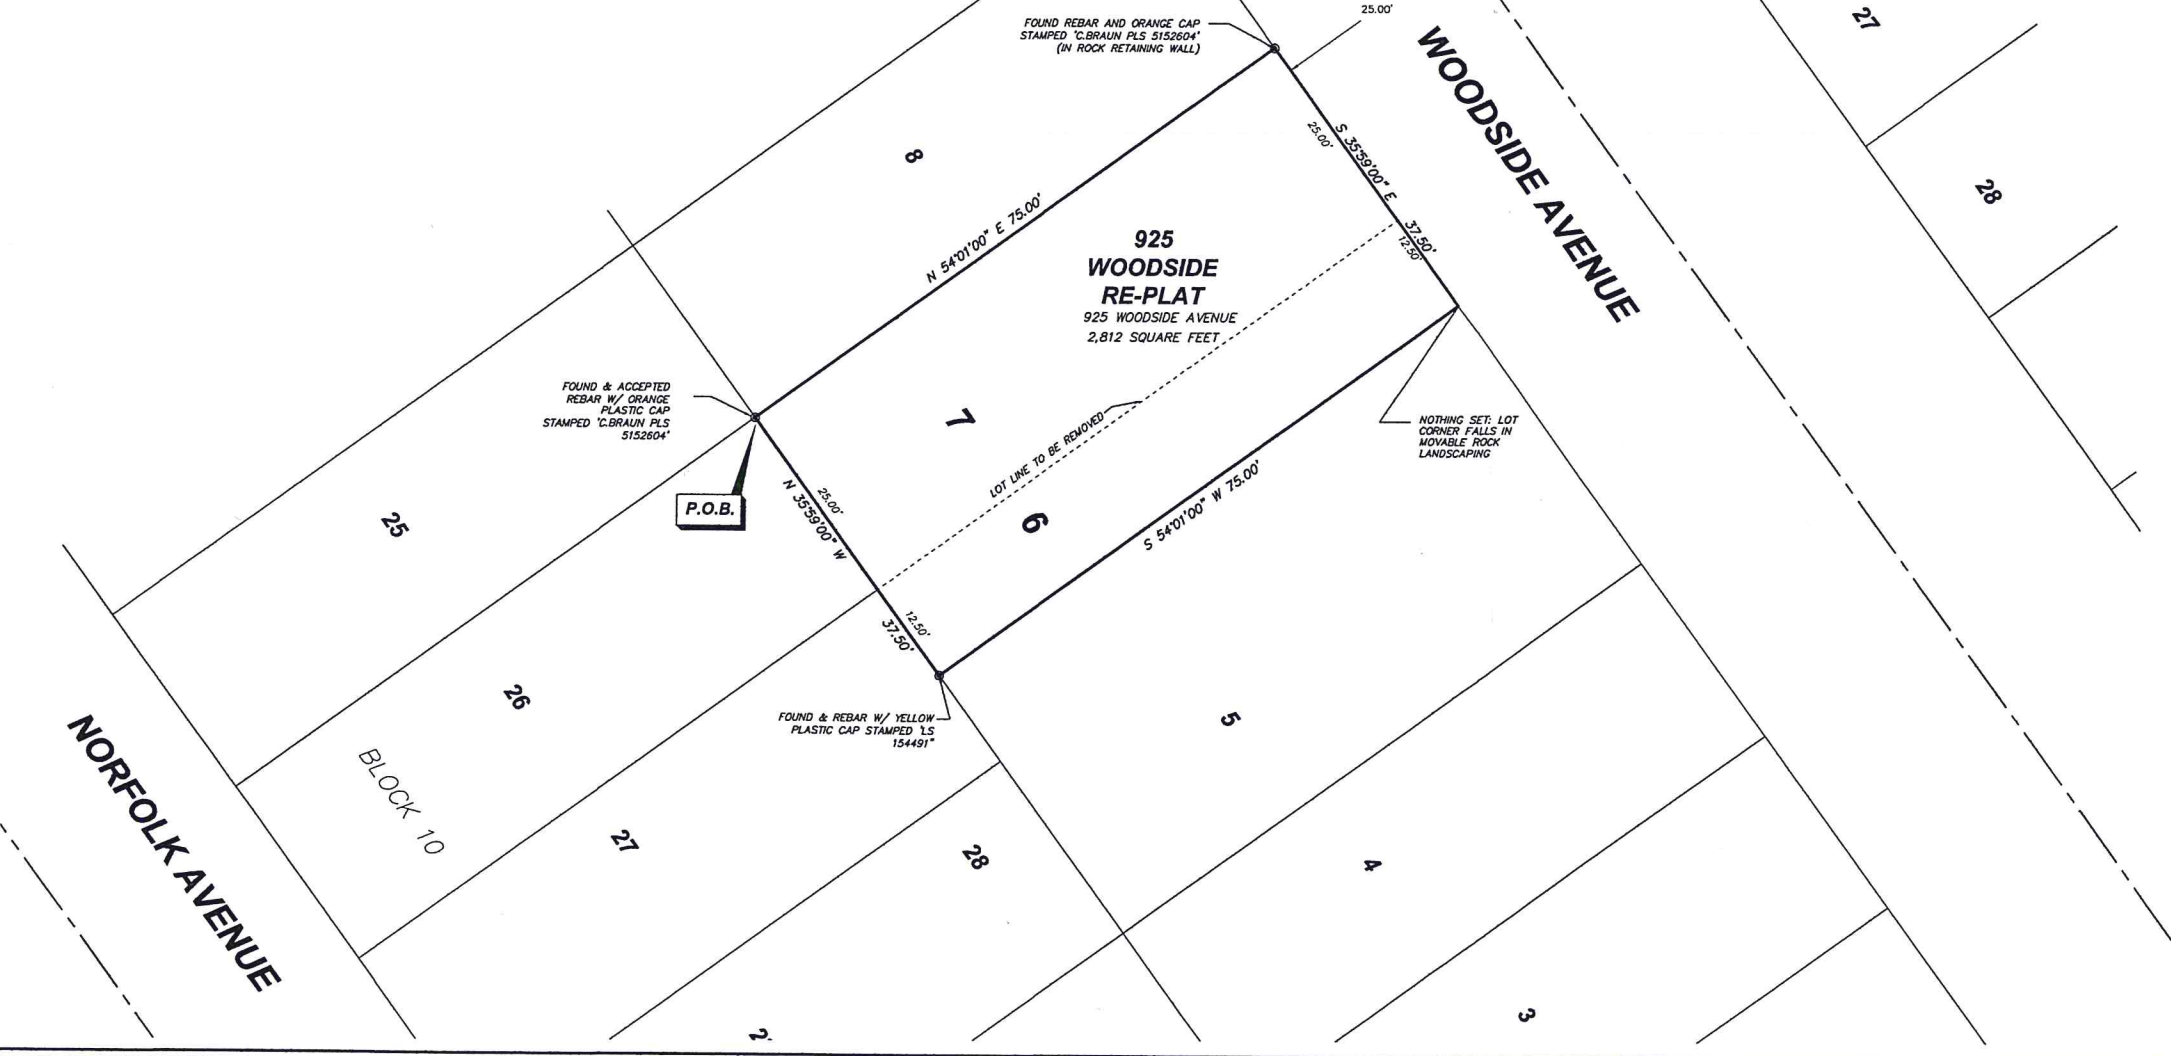 FOUND REBAR AND ORANGE CAP
STAMPED 'C.BRAUN PLS 5152604'
(IN ROCK RETAINING WALL)
25.00'
WOODSIDE AVENUE
27
28
8
N 54°01'00" E 75.00'
S 35°59'00" E 37.50'
25.00'
12.50'
925
WOODSIDE
RE-PLAT
925 WOODSIDE AVENUE
2,812 SQUARE FEET
FOUND & ACCEPTED
REBAR W/ ORANGE
PLASTIC CAP
STAMPED 'C.BRAUN PLS
5152604'
P.O.B.
7
LOT LINE TO BE REMOVED
6
NOTHING SET: LOT
CORNER FALLS IN
MOVABLE ROCK
LANDSCAPING
S 54°01'00" W 75.00'
N 35°59'00" W 37.50'
25.00'
12.50'
FOUND & REBAR W/ YELLOW
PLASTIC CAP STAMPED 'LS
154491"
25
26
BLOCK 10
27
28
5
4
3
NORFOLK AVENUE